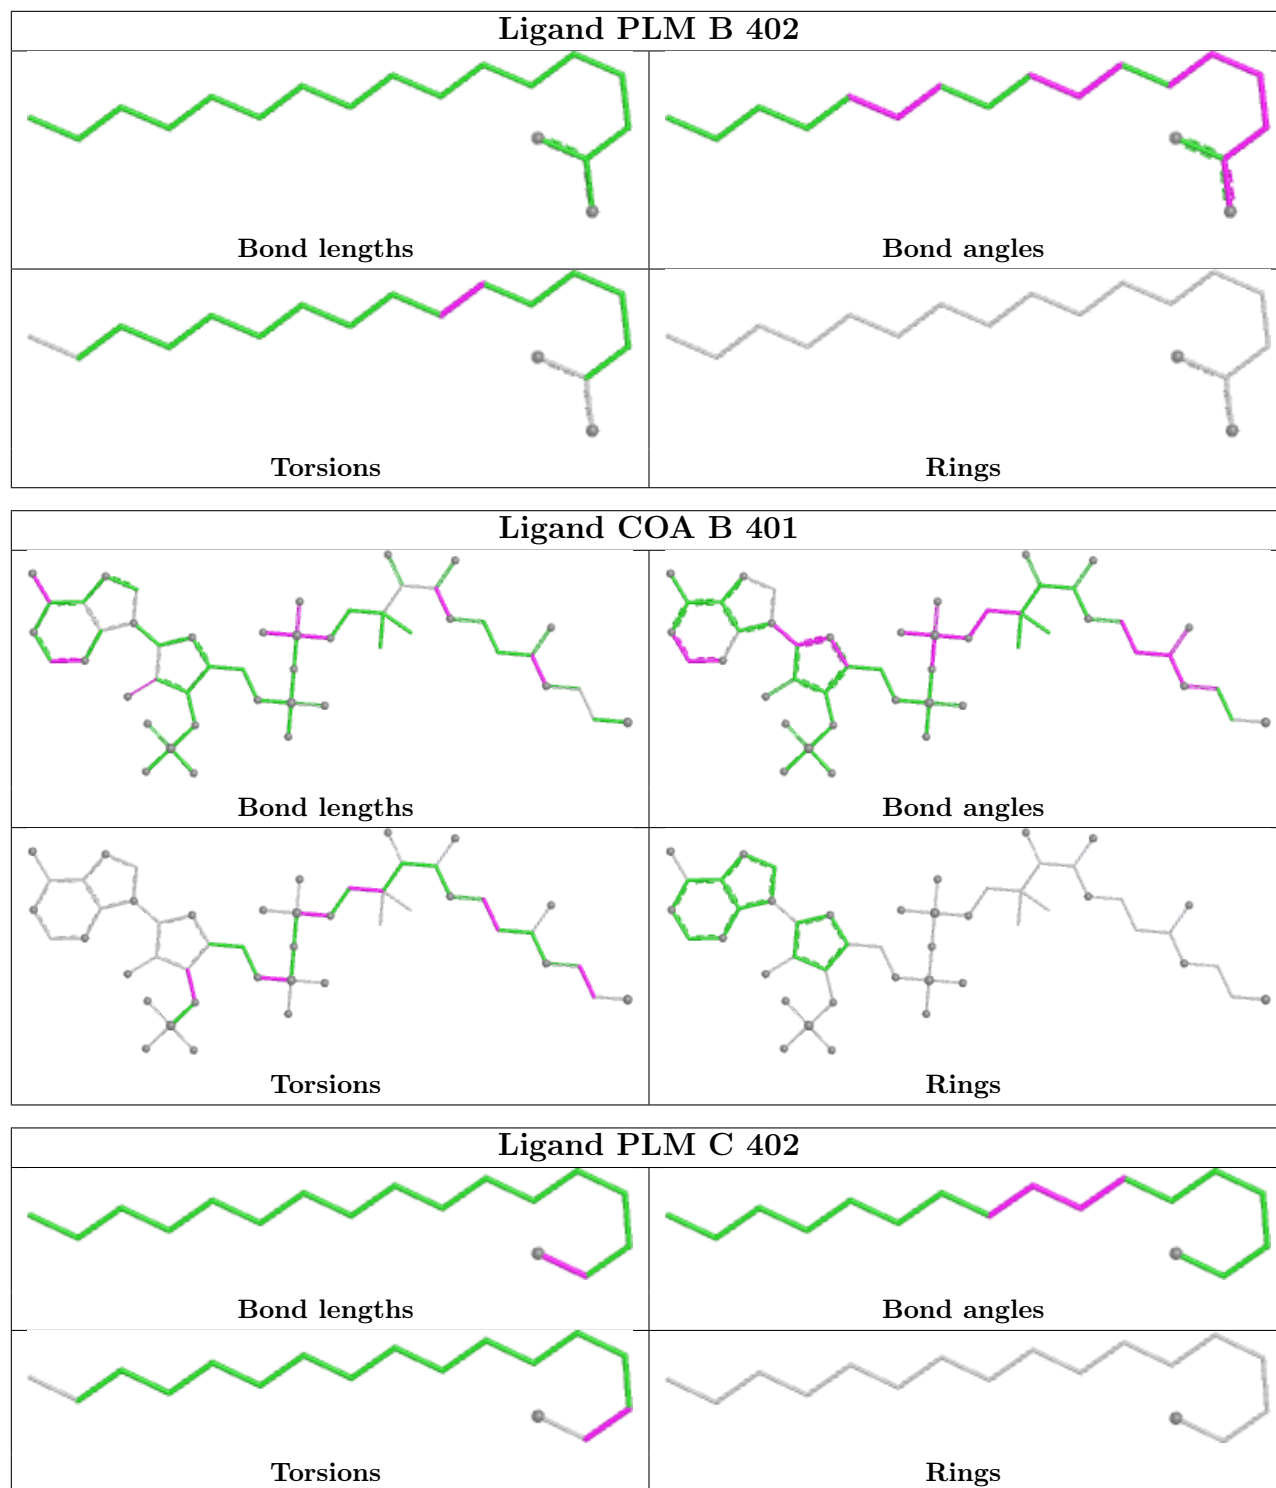 Ligand PLM B 402
Bond lengths
Bond angles
Torsions
Rings
Ligand COA B 401
Bond lengths
Bond angles
Torsions
Rings
Ligand PLM C 402
Bond lengths
Bond angles
Torsions
Rings